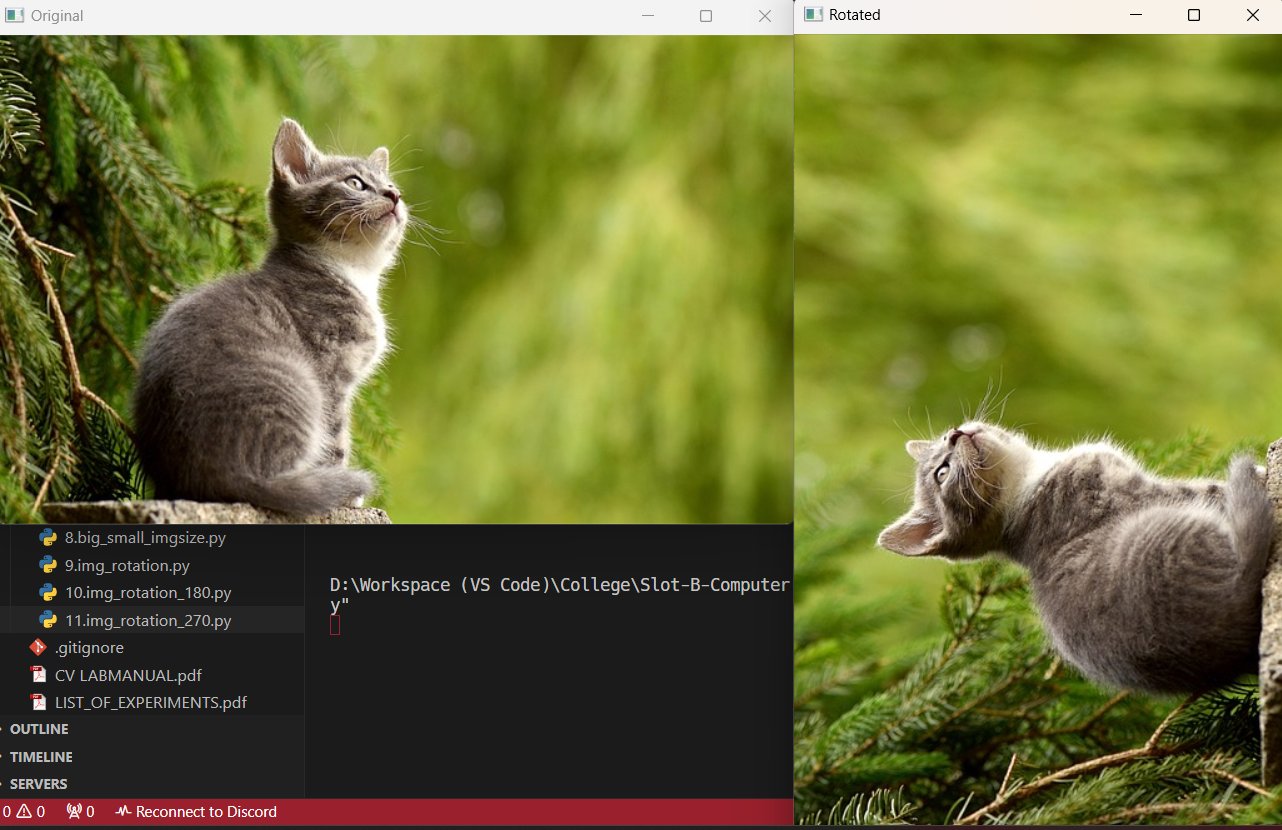 Original
Rotated
8.big_small_imgsize.py
9.img_rotation.py
10.img_rotation_180.py
11.img_rotation_270.py
.gitignore
CV LABMANUAL.pdf
LIST_OF_EXPERIMENTS.pdf
OUTLINE
TIMELINE
SERVERS
D:\Workspace (VS Code)\College\Slot-B-Computer
y"
0 0 0 Reconnect to Discord